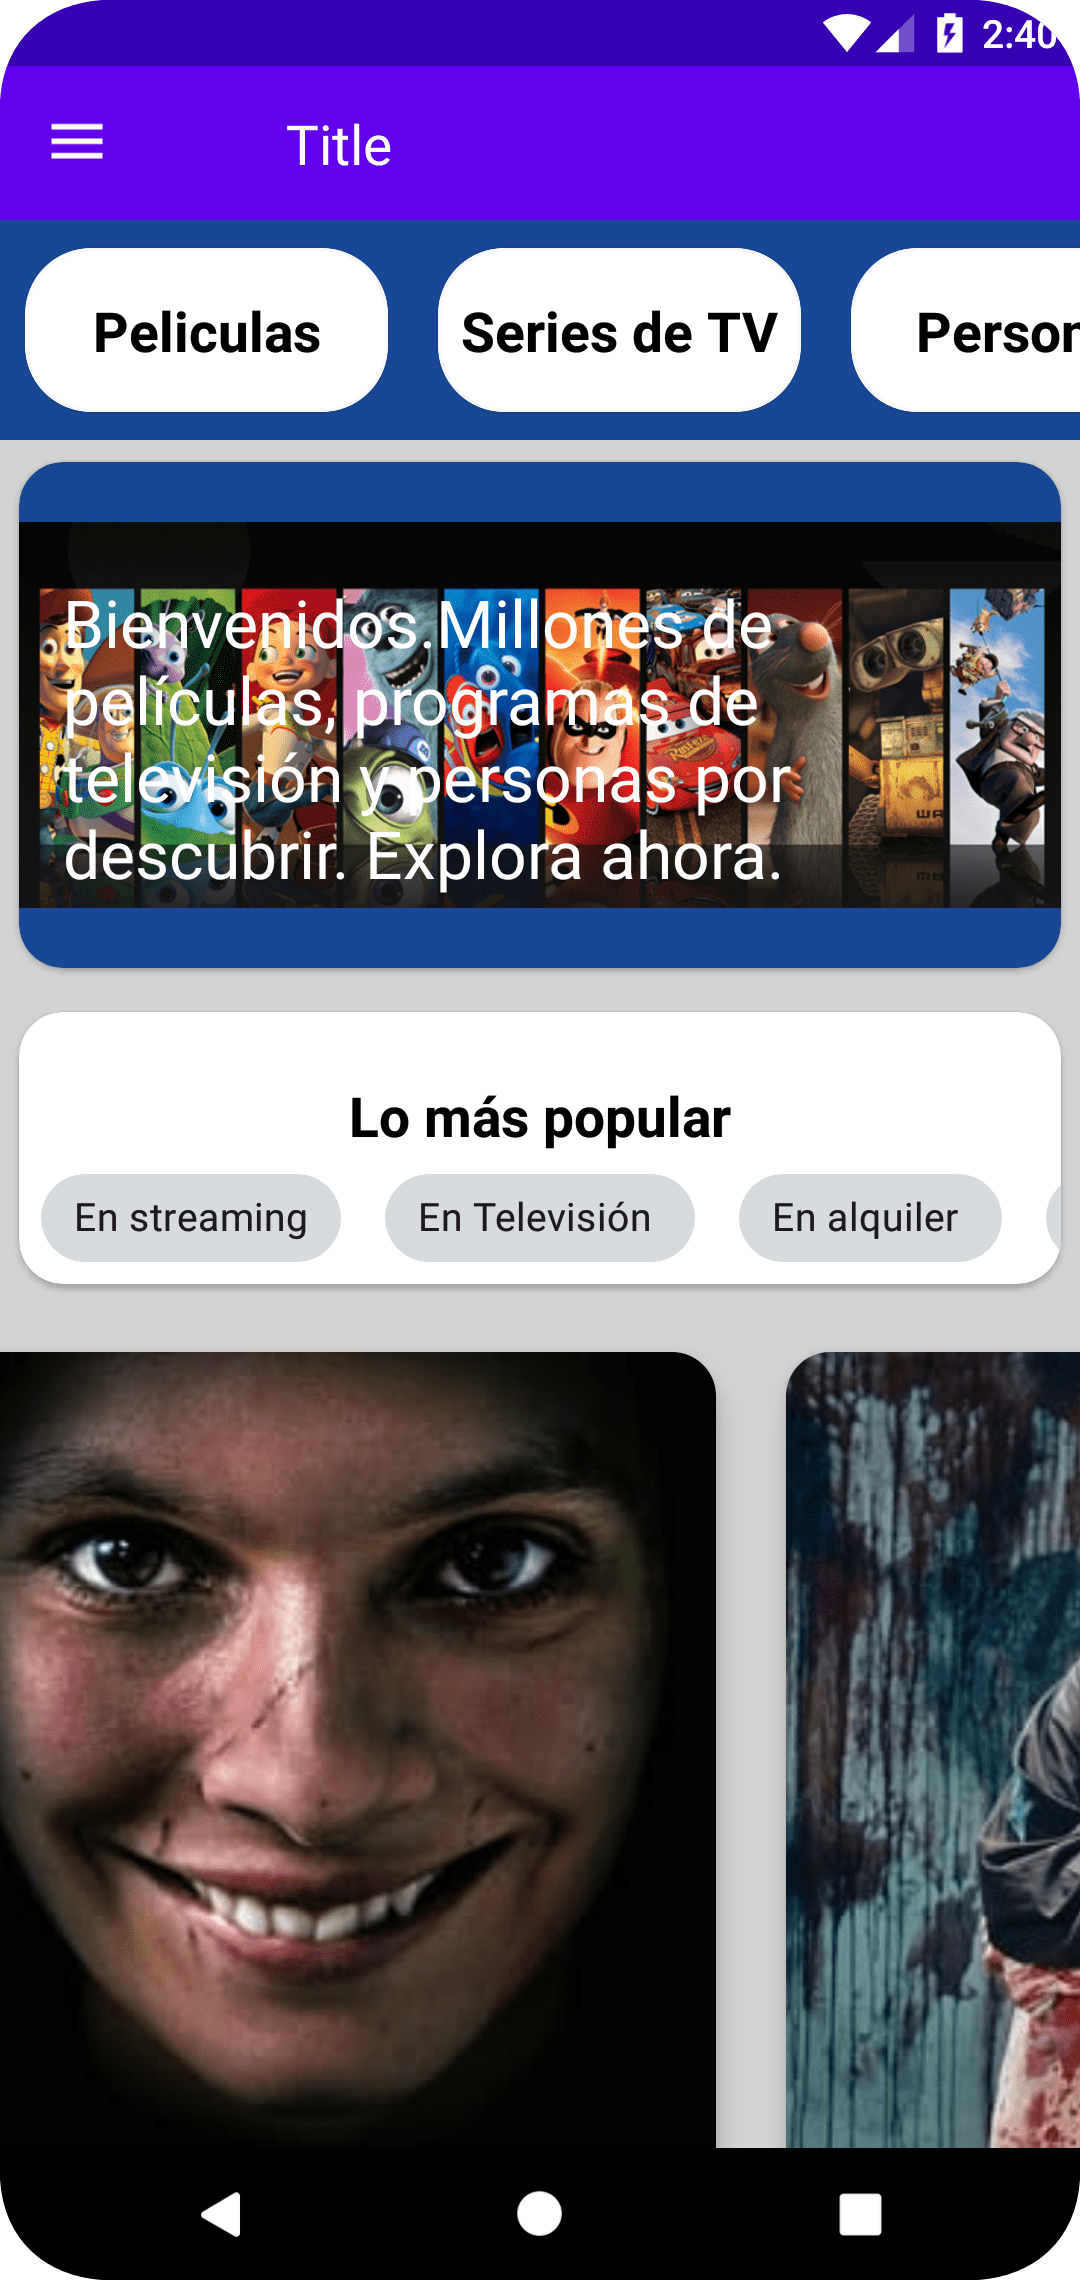 2:40
Title
Peliculas
Series de TV
Person
Bienvenidos.Millones de
películas, programas de
televisión y personas por
descubrir. Explora ahora.
Lo más popular
En streaming
En Televisión
En alquiler